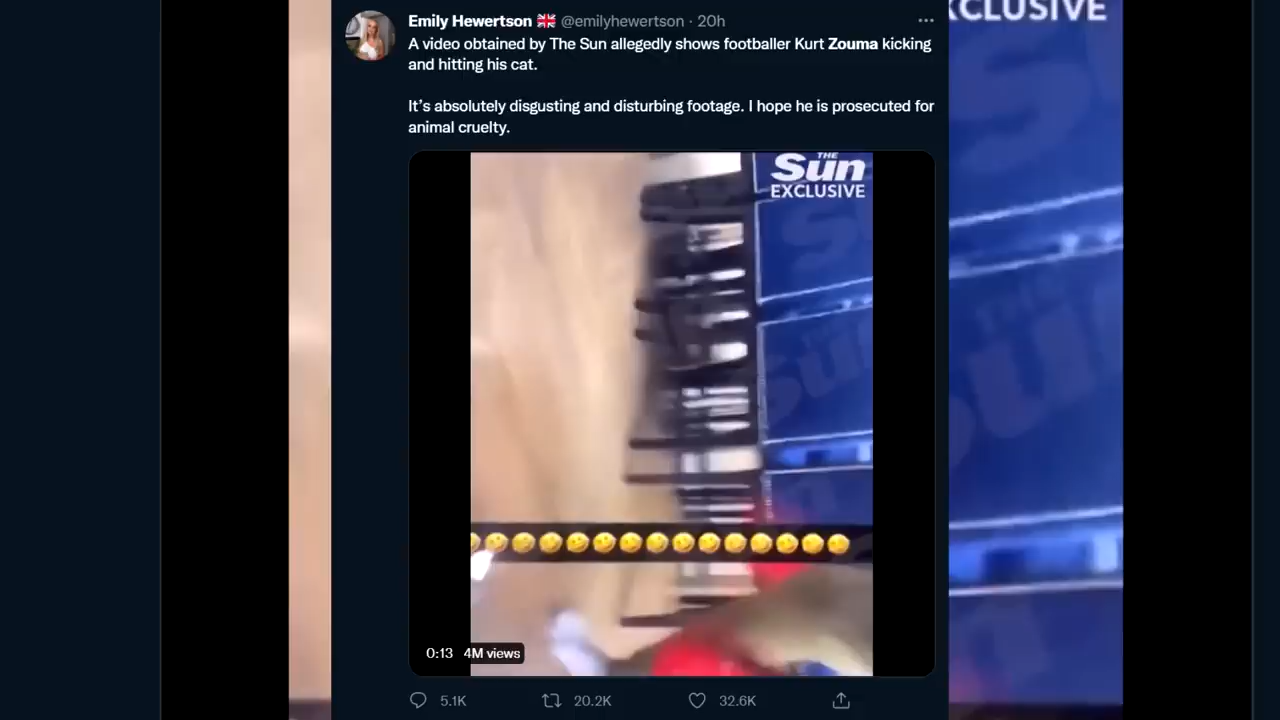 Emily Hewertson 🇬🇧 @emilyhewertson · 20h
A video obtained by The Sun allegedly shows footballer Kurt Zouma kicking
and hitting his cat.
It’s absolutely disgusting and disturbing footage. I hope he is prosecuted for
animal cruelty.
THE
Sun
EXCLUSIVE
0:13 4M views
5.1K 20.2K 32.6K